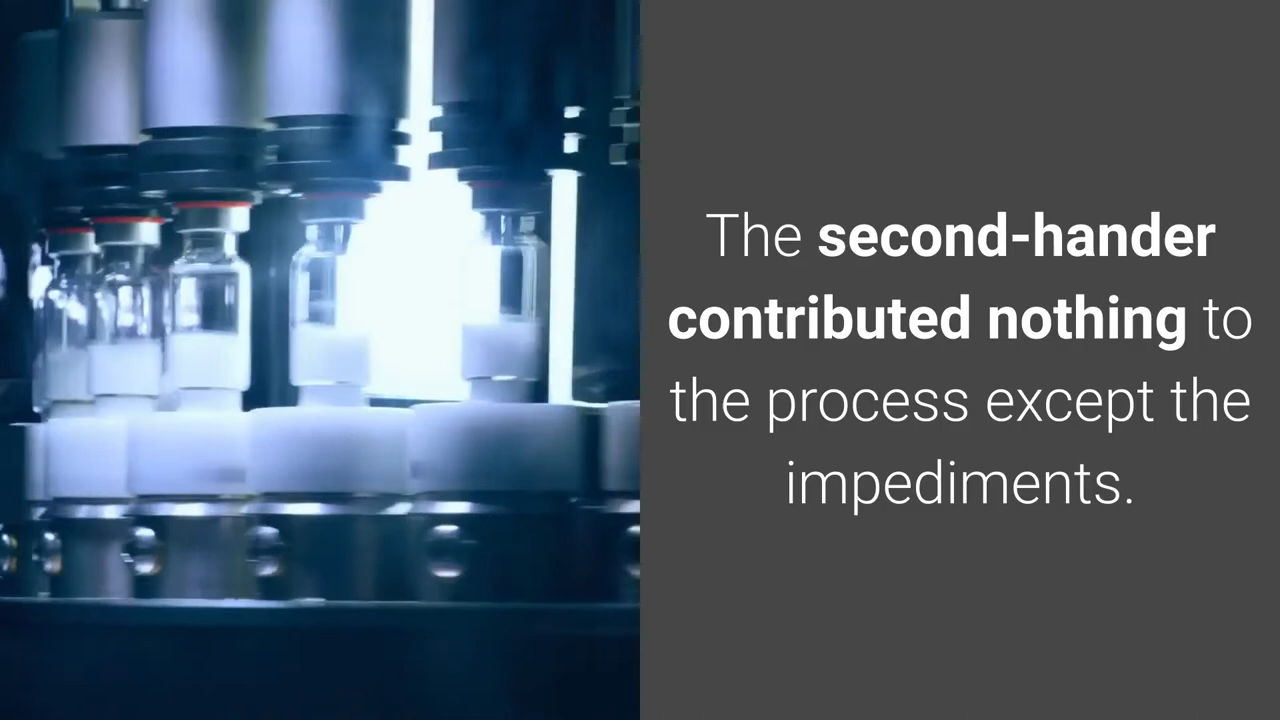 The second-hander
contributed nothing to
the process except the
impediments.